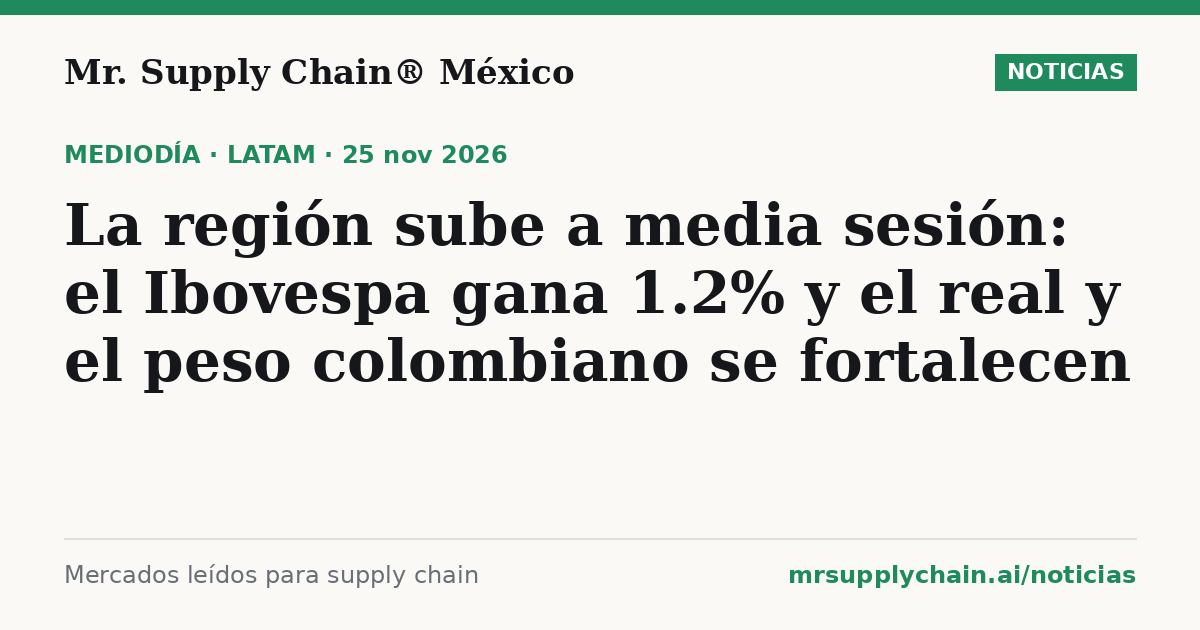 Mr. Supply Chain® México
NOTICIAS
MEDIODÍA · LATAM · 25 nov 2026
La región sube a media sesión:
el Ibovespa gana 1.2% y el real y
el peso colombiano se fortalecen
Mercados leídos para supply chain
mrsupplychain.ai/noticias